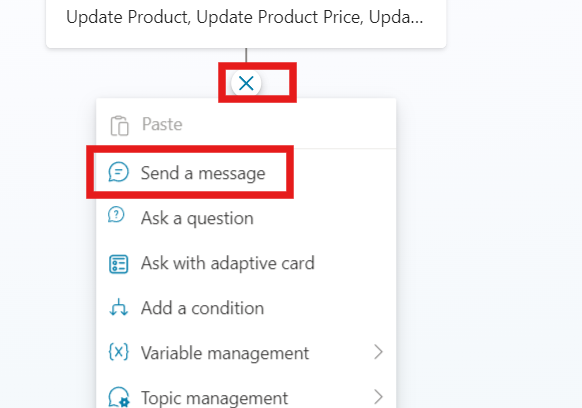 Update Product, Update Product Price, Upda...
Paste
Send a message
Ask a question
Ask with adaptive card
Add a condition
{x} Variable management
Topic management